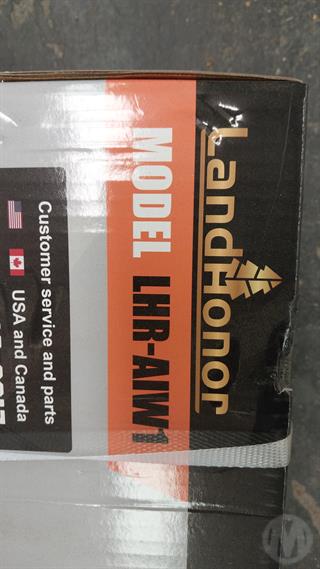 LandHonor
MODEL LHR-AIW1
Customer service and parts
USA and Canada